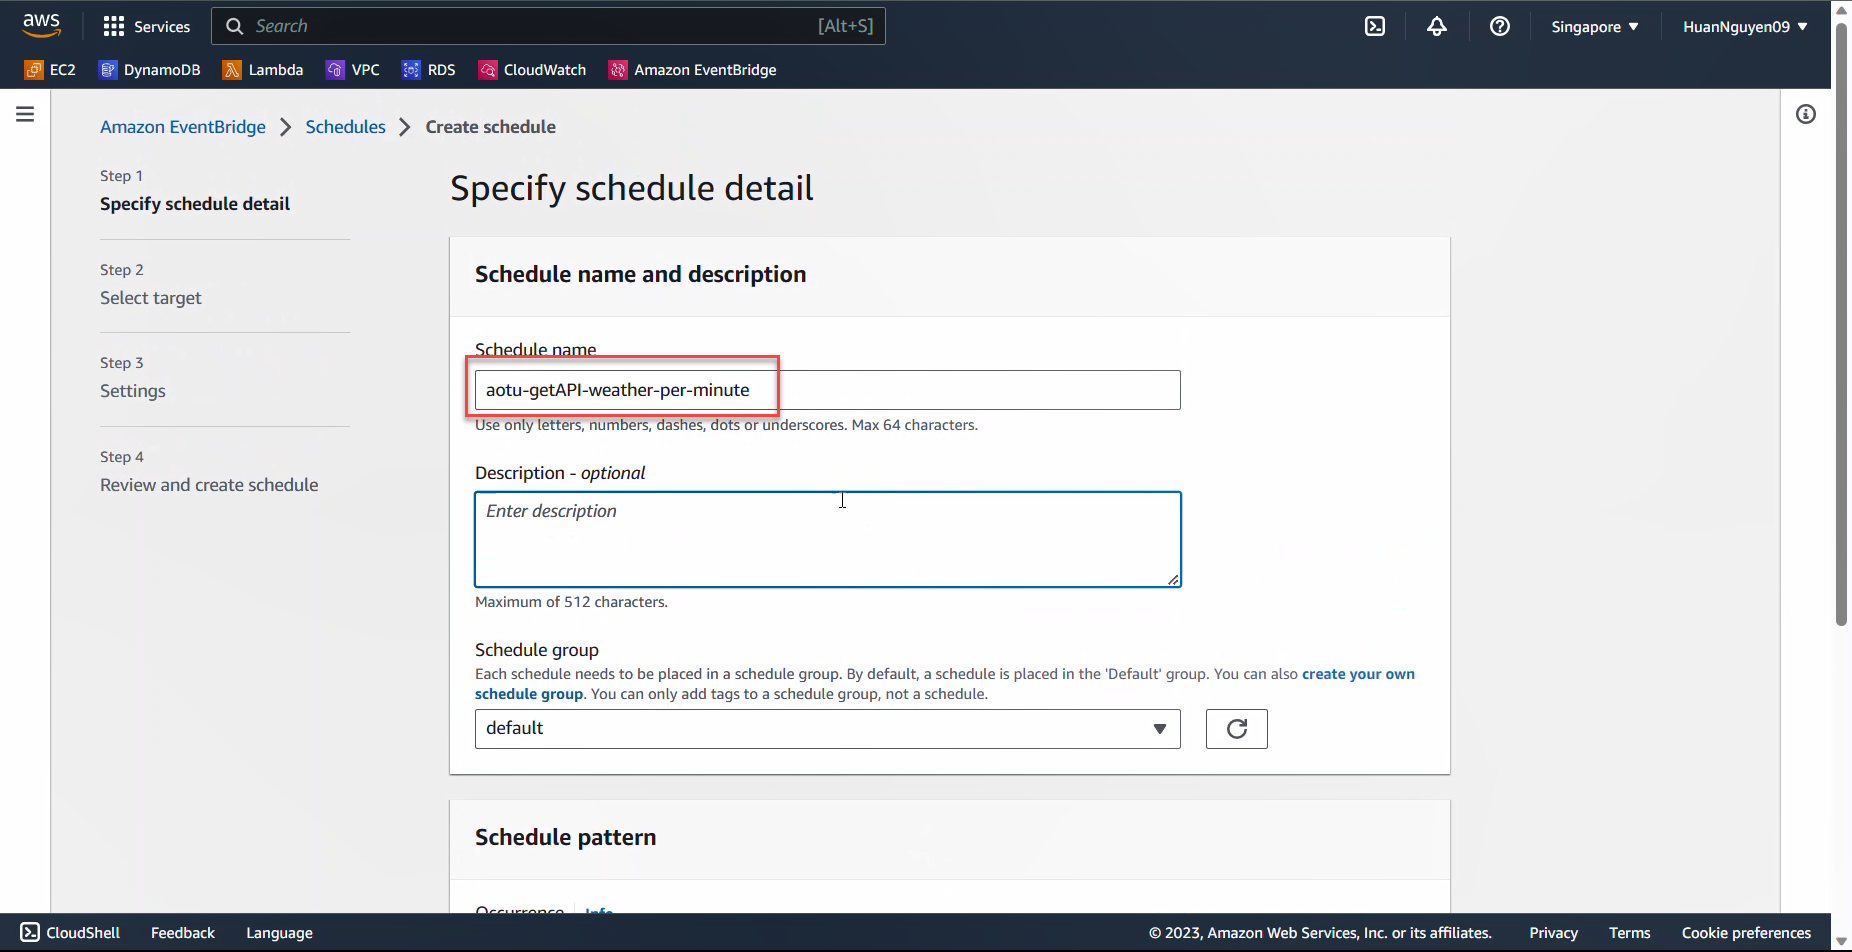 aws
Services
Search
[Alt+S]
Singapore
HuanNguyen09
EC2
DynamoDB
Lambda
VPC
RDS
CloudWatch
Amazon EventBridge
Amazon EventBridge
Schedules
Create schedule
Step 1
Specify schedule detail
Step 2
Select target
Step 3
Settings
Step 4
Review and create schedule
Specify schedule detail
Schedule name and description
Schedule name
aotu-getAPI-weather-per-minute
Use only letters, numbers, dashes, dots or underscores. Max 64 characters.
Description - optional
Enter description
Maximum of 512 characters.
Schedule group
Each schedule needs to be placed in a schedule group. By default, a schedule is placed in the 'Default' group. You can also create your own
schedule group. You can only add tags to a schedule group, not a schedule.
default
Schedule pattern
Occurrence
Info
CloudShell
Feedback
Language
© 2023, Amazon Web Services, Inc. or its affiliates.
Privacy
Terms
Cookie preferences